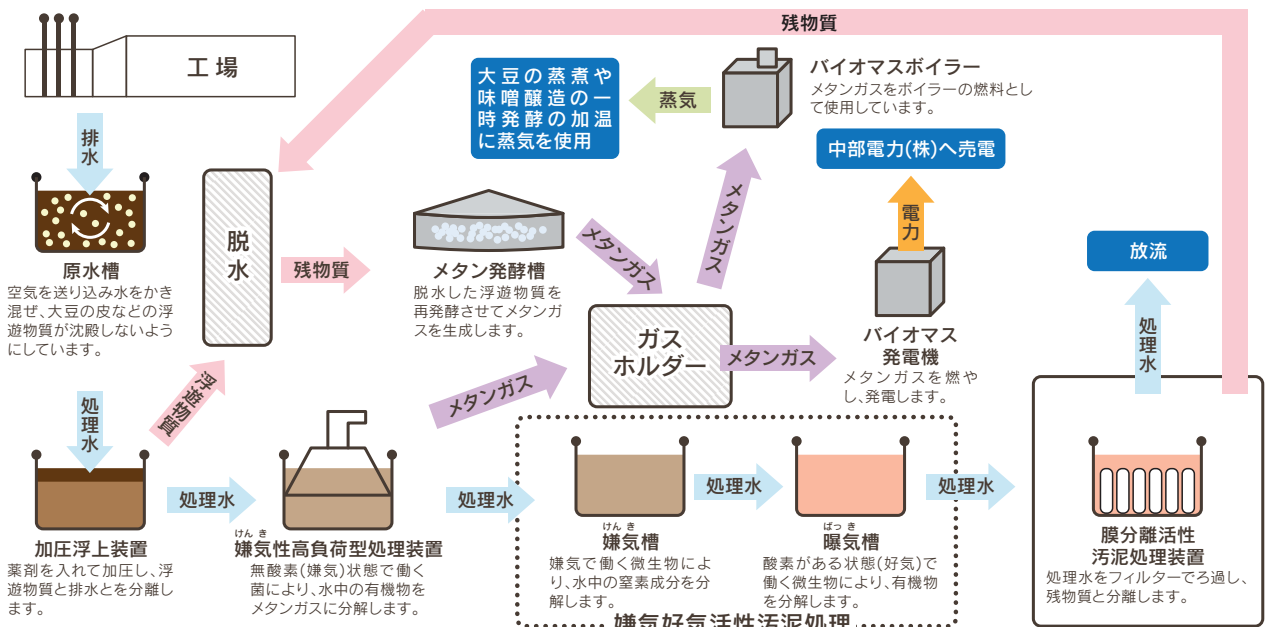 残物質
工場
排水
原水槽
空気を送り込み水をかき
混ぜ、大豆の皮などの浮
遊物質が沈殿しないよう
にしています。
処理水
浮遊物質
脱水
残物質
大豆の蒸煮や
味噌醸造の一
時発酵の加温
に蒸気を使用
蒸気
バイオマスボイラー
メタンガスをボイラーの燃料とし
て使用しています。
中部電力(株)へ売電
電力
メタン発酵槽
脱水した浮遊物質を
再発酵させてメタンガ
スを生成します。
メタンガス
メタンガス
ガス
ホルダー
メタンガス
メタンガス
バイオマス
発電機
メタンガスを燃や
し、発電します。
放流
処理水
加圧浮上装置
薬剤を入れて加圧し、浮
遊物質と排水とを分離し
ます。
処理水
けんき
嫌気性高負荷型処理装置
無酸素(嫌気)状態で働く
菌により、水中の有機物を
メタンガスに分解します。
処理水
けんき
嫌気槽
嫌気で働く微生物によ
り、水中の窒素成分を分
解します。
処理水
ばっき
曝気槽
酸素がある状態(好気)で
働く微生物により、有機物
を分解します。
嫌気好気活性汚泥処理
処理水
膜分離活性
汚泥処理装置
処理水をフィルターでろ過し、
残物質と分離します。